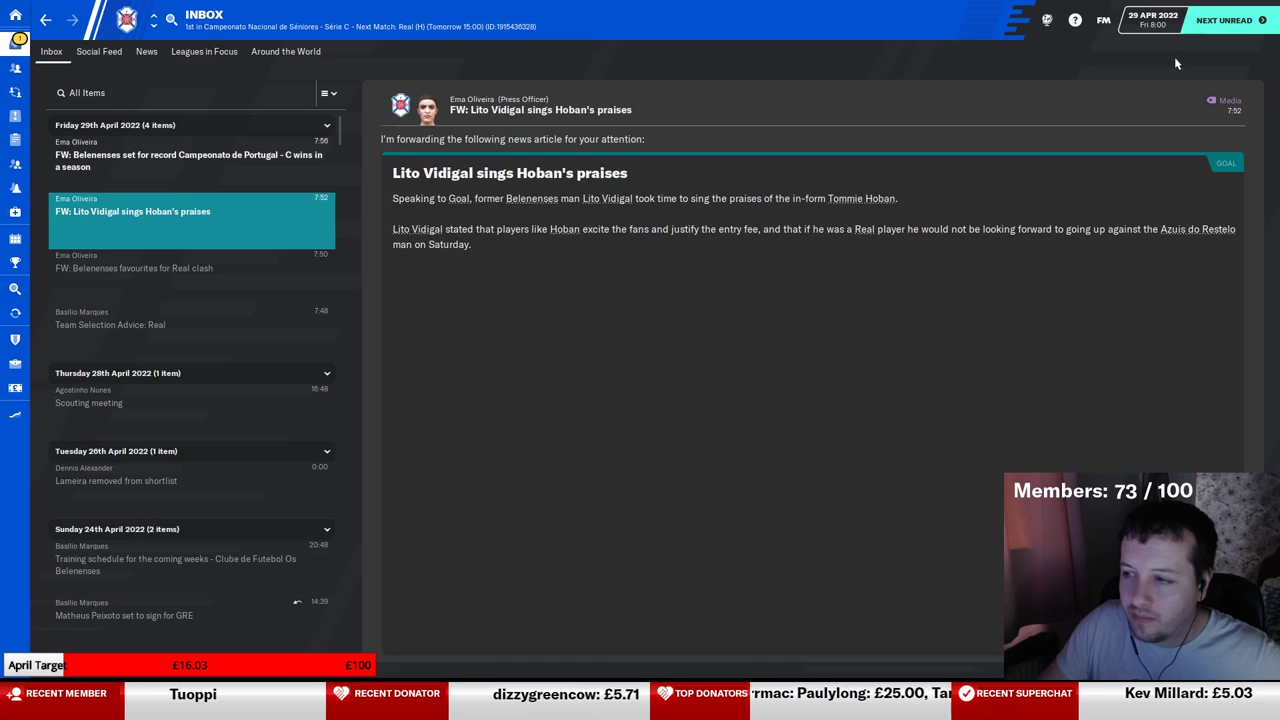 INBOX
1st in Campeonato Nacional de Séniores - Série C - Next Match: Real (H) (Tomorrow 15:00) (ID:1915436328)
FM
29 APR 2022
Fri 8:00
NEXT UNREAD
1
Inbox
Social Feed
News
Leagues in Focus
Around the World
All Items
Friday 29th April 2022 (4 items)
Ema Oliveira 7:56
FW: Belenenses set for record Campeonato de Portugal - C wins in
a season
Ema Oliveira 7:52
FW: Lito Vidigal sings Hoban's praises
Ema Oliveira 7:50
FW: Belenenses favourites for Real clash
Basílio Marques 7:48
Team Selection Advice: Real
Thursday 28th April 2022 (1 item)
Agostinho Nunes 16:48
Scouting meeting
Tuesday 26th April 2022 (1 item)
Dennis Alexander 0:00
Lameira removed from shortlist
Sunday 24th April 2022 (2 items)
Basílio Marques 20:48
Training schedule for the coming weeks - Clube de Futebol Os
Belenenses
Basílio Marques 14:39
Matheus Peixoto set to sign for GRE
Ema Oliveira (Press Officer)
FW: Lito Vidigal sings Hoban's praises
Media
7:52
I'm forwarding the following news article for your attention:
GOAL
Lito Vidigal sings Hoban's praises
Speaking to Goal, former Belenenses man Lito Vidigal took time to sing the praises of the in-form Tommie Hoban.
Lito Vidigal stated that players like Hoban excite the fans and justify the entry fee, and that if he was a Real player he would not be looking forward to going up against the Azuis do Restelo
man on Saturday.
Members: 73 / 100
April Target £16.03 £100
RECENT MEMBER
Tuoppi
RECENT DONATOR
dizzygreencow: £5.71
TOP DONATORS
rmac: Paulylong: £25.00, Tar
RECENT SUPERCHAT
Kev Millard: £5.03